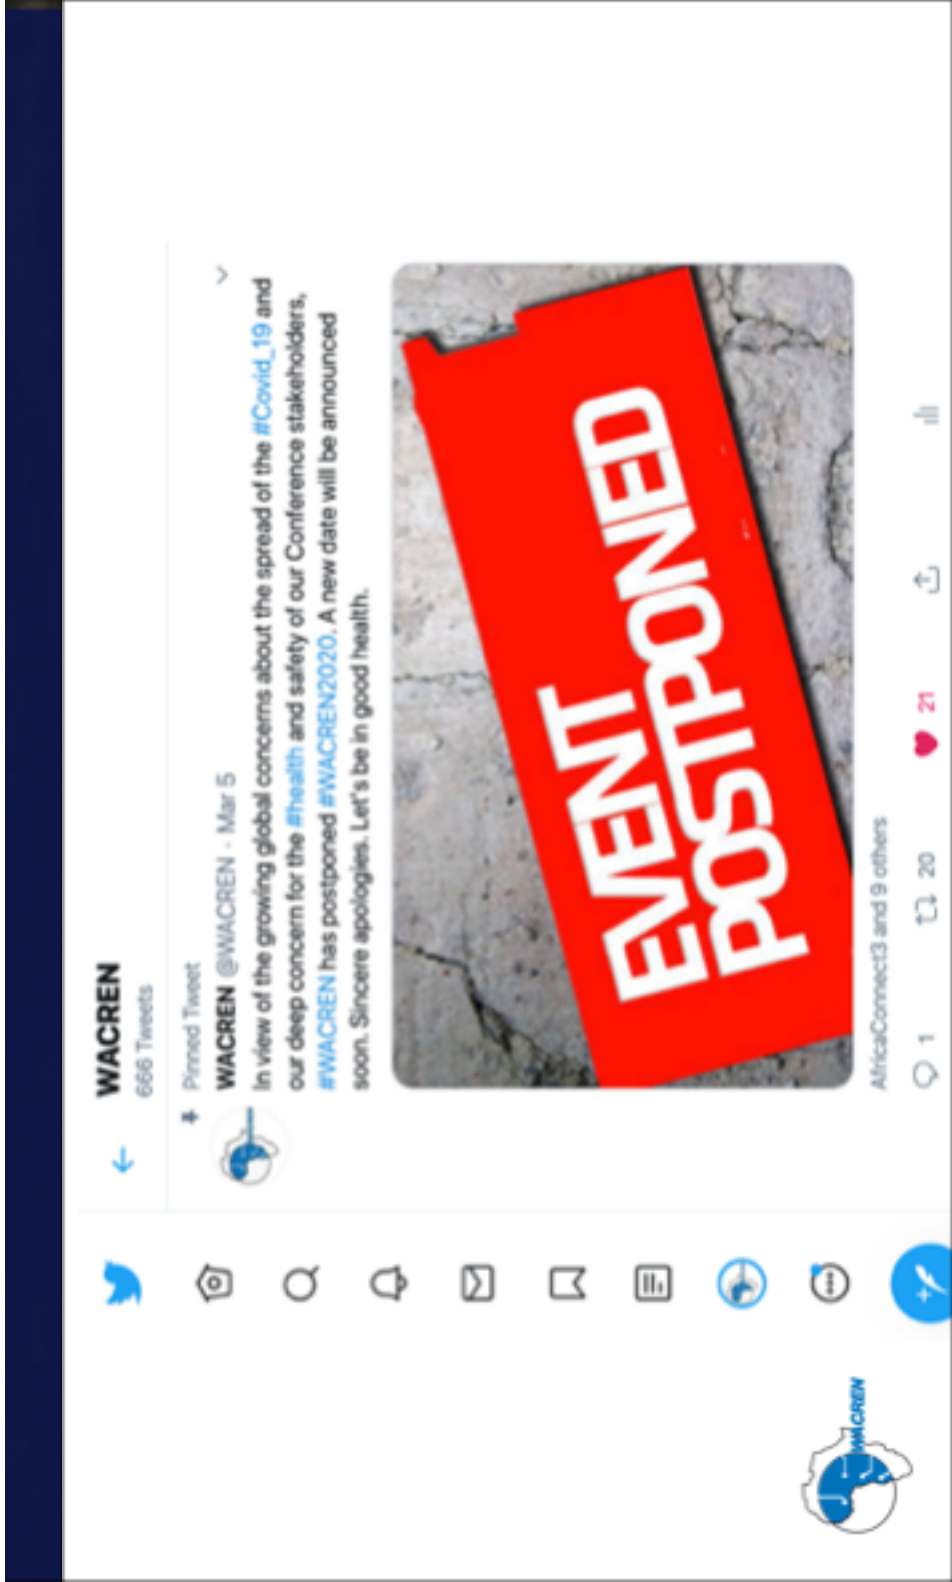 WACREN
666 Tweets
Pinned Tweet
WACREN @WACREN · Mar 5
In view of the growing global concerns about the spread of the #Covid_19 and
our deep concern for the #health and safety of our Conference stakeholders,
#WACREN has postponed #WACREN2020. A new date will be announced
soon. Sincere apologies. Let's be in good health.
EVENT
POSTPONED
AfricaConnect3 and 9 others
1 20 21
WACREN